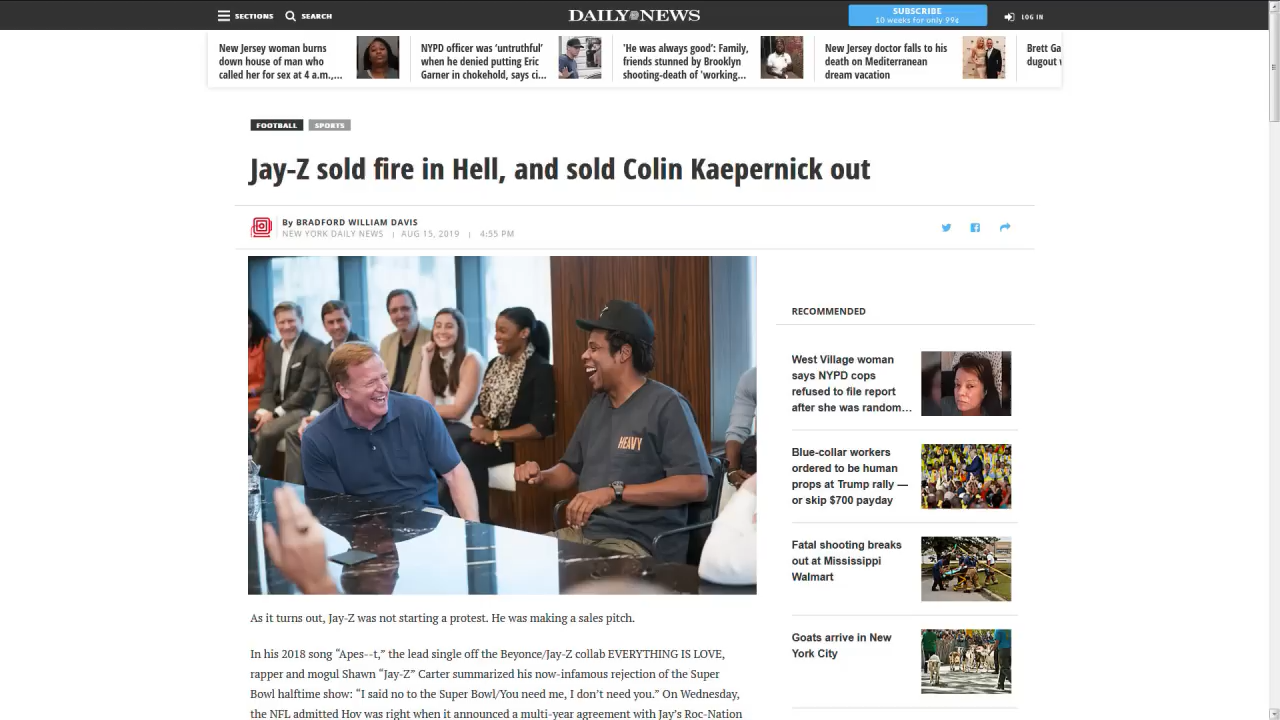 SECTIONS
SEARCH
DAILY NEWS
SUBSCRIBE
10 weeks for only 99¢
LOG IN
New Jersey woman burns
down house of man who
called her for sex at 4 a.m.,...
NYPD officer was ‘untruthful’
when he denied putting Eric
Garner in chokehold, says ci...
'He was always good': Family,
friends stunned by Brooklyn
shooting-death of 'working...
New Jersey doctor falls to his
death on Mediterranean
dream vacation
Brett Ga
dugout
FOOTBALL SPORTS
Jay-Z sold fire in Hell, and sold Colin Kaepernick out
By BRADFORD WILLIAM DAVIS
NEW YORK DAILY NEWS | AUG 15, 2019 | 4:55 PM
HEAVY
RECOMMENDED
West Village woman
says NYPD cops
refused to file report
after she was random...
Blue-collar workers
ordered to be human
props at Trump rally —
or skip $700 payday
Fatal shooting breaks
out at Mississippi
Walmart
Goats arrive in New
York City
As it turns out, Jay-Z was not starting a protest. He was making a sales pitch.
In his 2018 song “Apes--t,” the lead single off the Beyonce/Jay-Z collab EVERYTHING IS LOVE,
rapper and mogul Shawn “Jay-Z” Carter summarized his now-infamous rejection of the Super
Bowl halftime show: “I said no to the Super Bowl/You need me, I don’t need you.” On Wednesday,
the NFL admitted Hov was right when it announced a multi-year agreement with Jay’s Roc-Nation